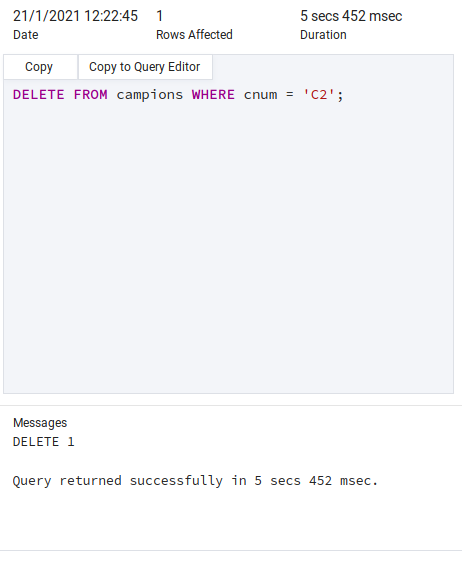 21/1/2021 12:22:45 1 5 secs 452 msec
Date Rows Affected Duration
Copy Copy to Query Editor
DELETE FROM campions WHERE cnum = 'C2';
Messages
DELETE 1
Query returned successfully in 5 secs 452 msec.